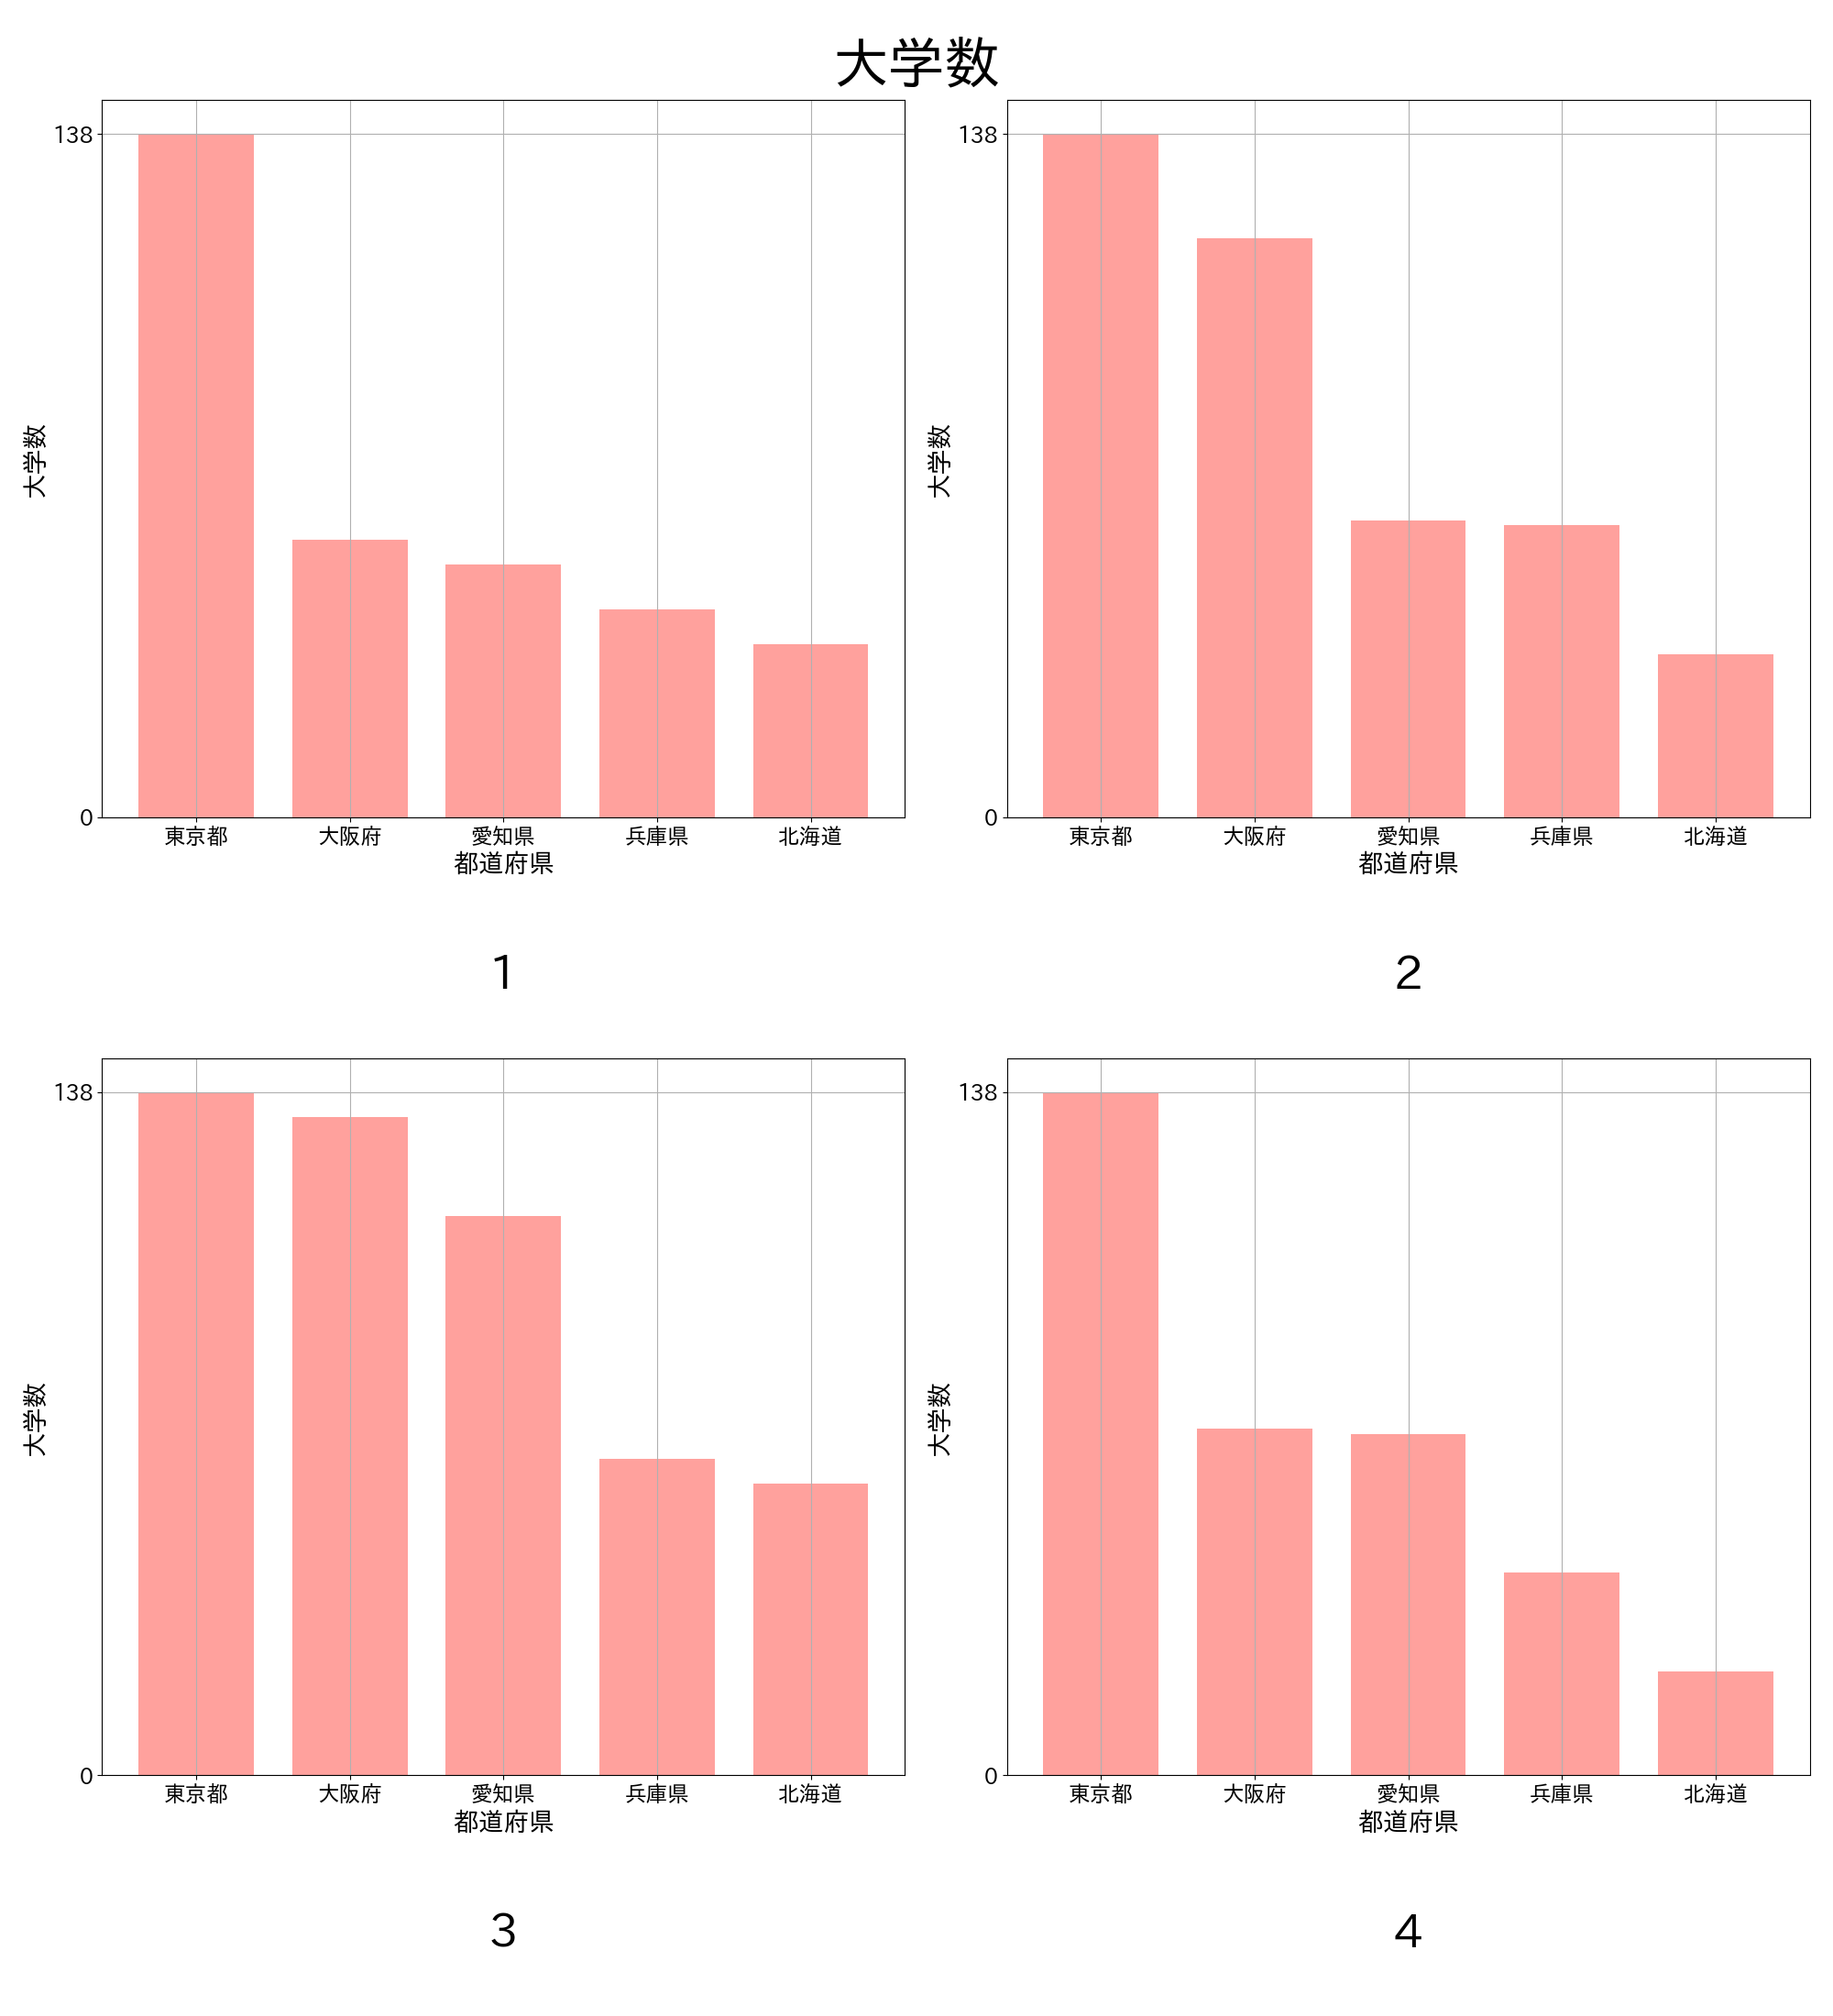 大学数
138
0
大学数
東京都 大阪府 愛知県 兵庫県 北海道
都道府県
1
138
0
大学数
東京都 大阪府 愛知県 兵庫県 北海道
都道府県
2
138
0
大学数
東京都 大阪府 愛知県 兵庫県 北海道
都道府県
3
138
0
大学数
東京都 大阪府 愛知県 兵庫県 北海道
都道府県
4